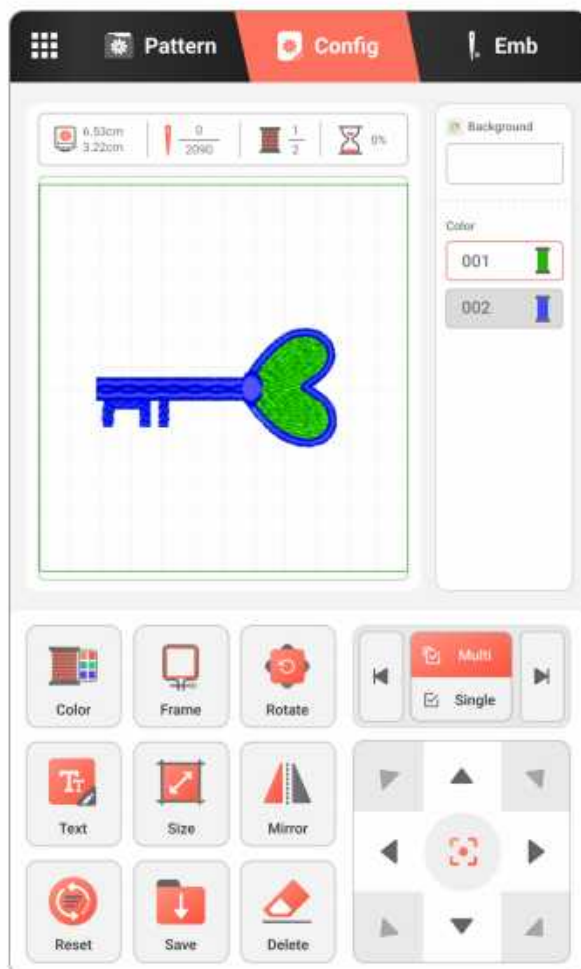 Pattern
Config
Emb
6.53cm
3.22cm
0
2090
1
2
0%
Background
Color
001
002
Color
Frame
Rotate
Multi
Single
TT
Text
Size
Mirror
Reset
Save
Delete